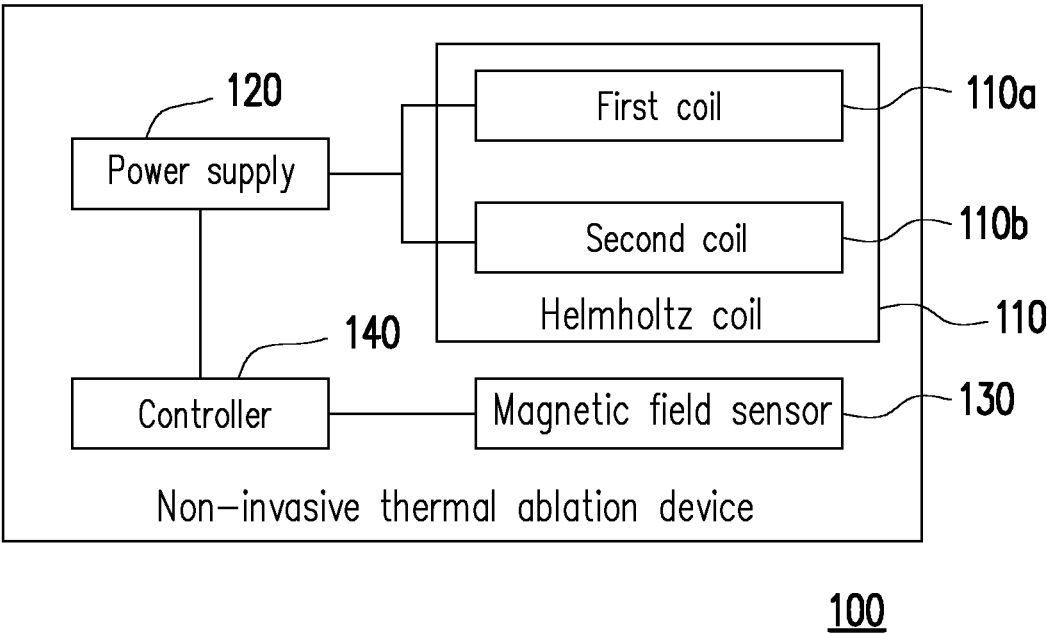 120
First coil
110a
Power supply
Second coil
110b
Helmholtz coil
110
140
Controller
Magnetic field sensor
130
Non-invasive thermal ablation device
100